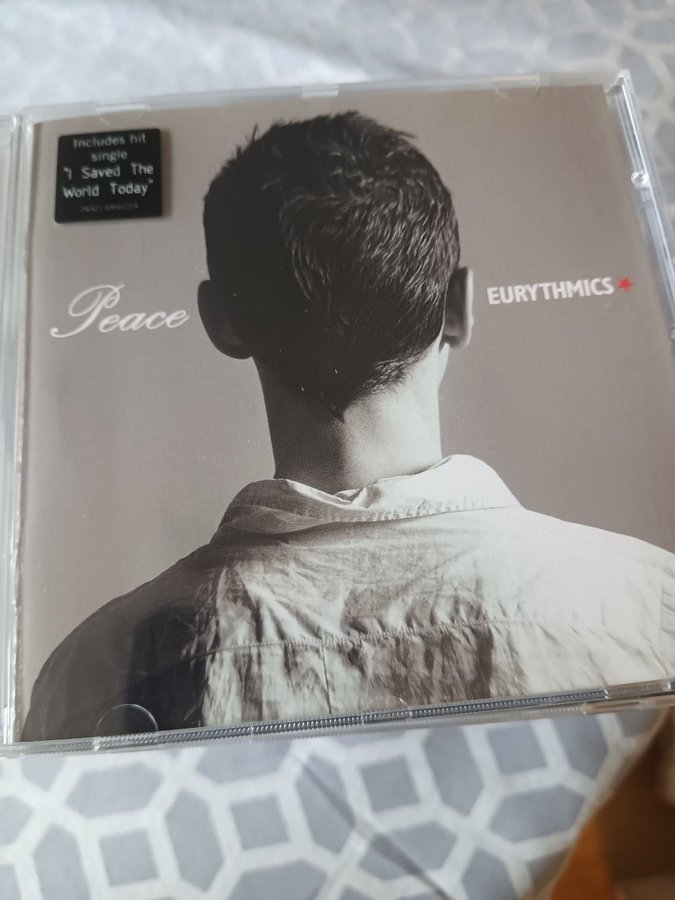 Includes hit
single
"I Saved The
World Today"
Peace
EURYTHMICS